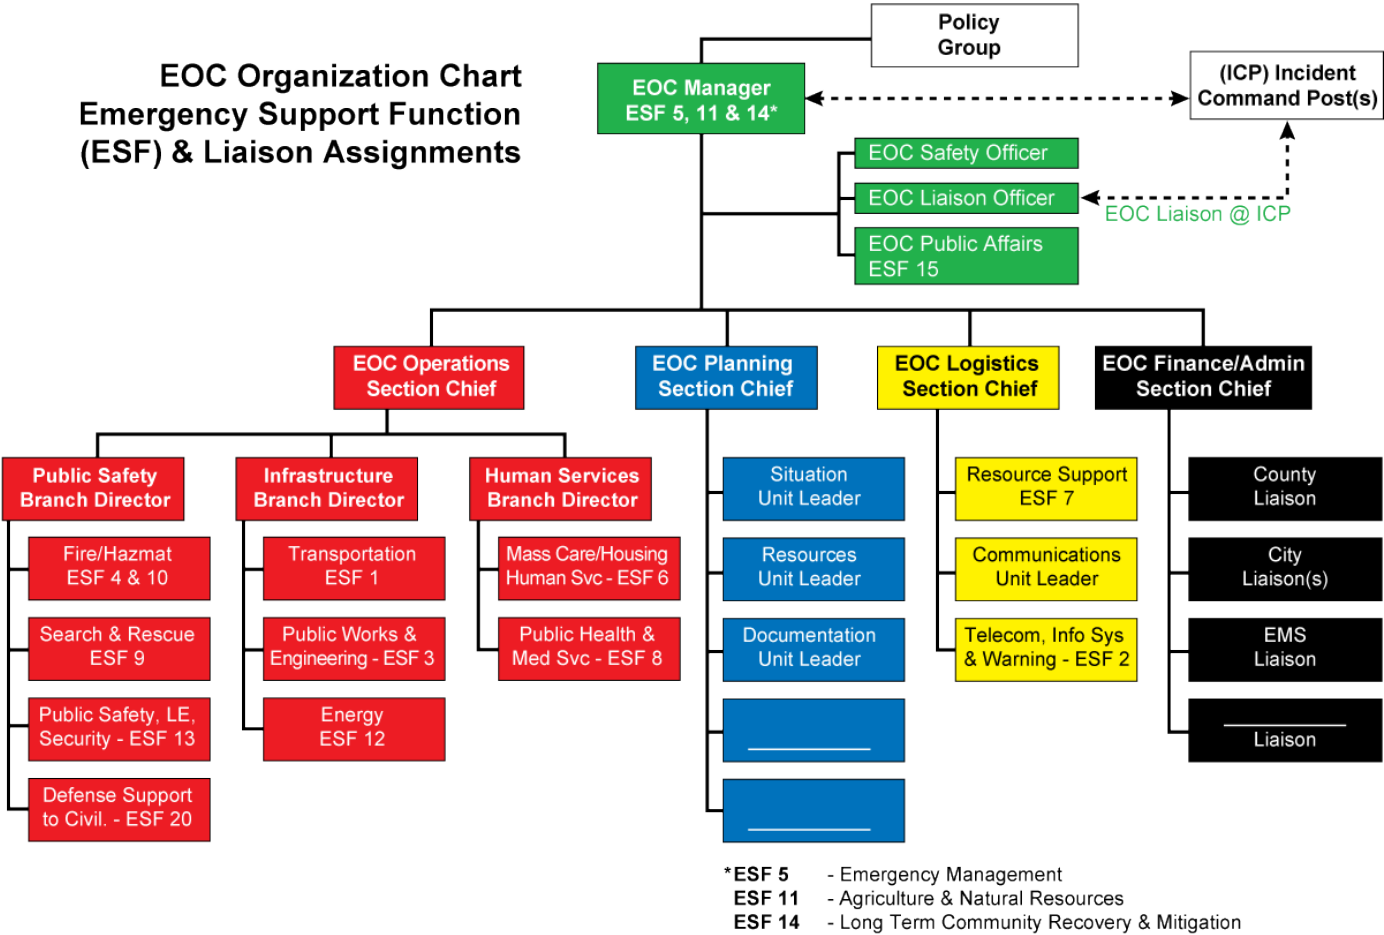 EOC Organization Chart
Emergency Support Function
(ESF) & Liaison Assignments
Policy
Group
EOC Manager
ESF 5, 11 & 14*
(ICP) Incident
Command Post(s)
EOC Safety Officer
EOC Liaison Officer
EOC Liaison @ ICP
EOC Public Affairs
ESF 15
EOC Operations
Section Chief
EOC Planning
Section Chief
EOC Logistics
Section Chief
EOC Finance/Admin
Section Chief
Public Safety
Branch Director
Fire/Hazmat
ESF 4 & 10
Search & Rescue
ESF 9
Public Safety, LE,
Security - ESF 13
Defense Support
to Civil. - ESF 20
Infrastructure
Branch Director
Transportation
ESF 1
Public Works &
Engineering - ESF 3
Energy
ESF 12
Human Services
Branch Director
Mass Care/Housing
Human Svc - ESF 6
Public Health &
Med Svc - ESF 8
Situation
Unit Leader
Resources
Unit Leader
Documentation
Unit Leader
Resource Support
ESF 7
Communications
Unit Leader
Telecom, Info Sys
& Warning - ESF 2
County
Liaison
City
Liaison(s)
EMS
Liaison
Liaison
*ESF 5 - Emergency Management
ESF 11 - Agriculture & Natural Resources
ESF 14 - Long Term Community Recovery & Mitigation